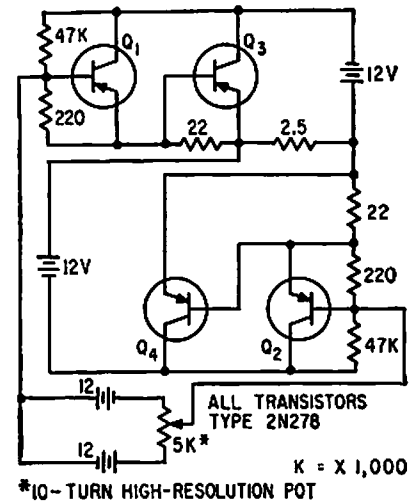 47K
Q1
Q3
12V
220
22
2.5
22
12V
220
Q4
Q2
47K
12
ALL TRANSISTORS
TYPE 2N278
12
5K*
K = X 1,000
*10-TURN HIGH-RESOLUTION POT